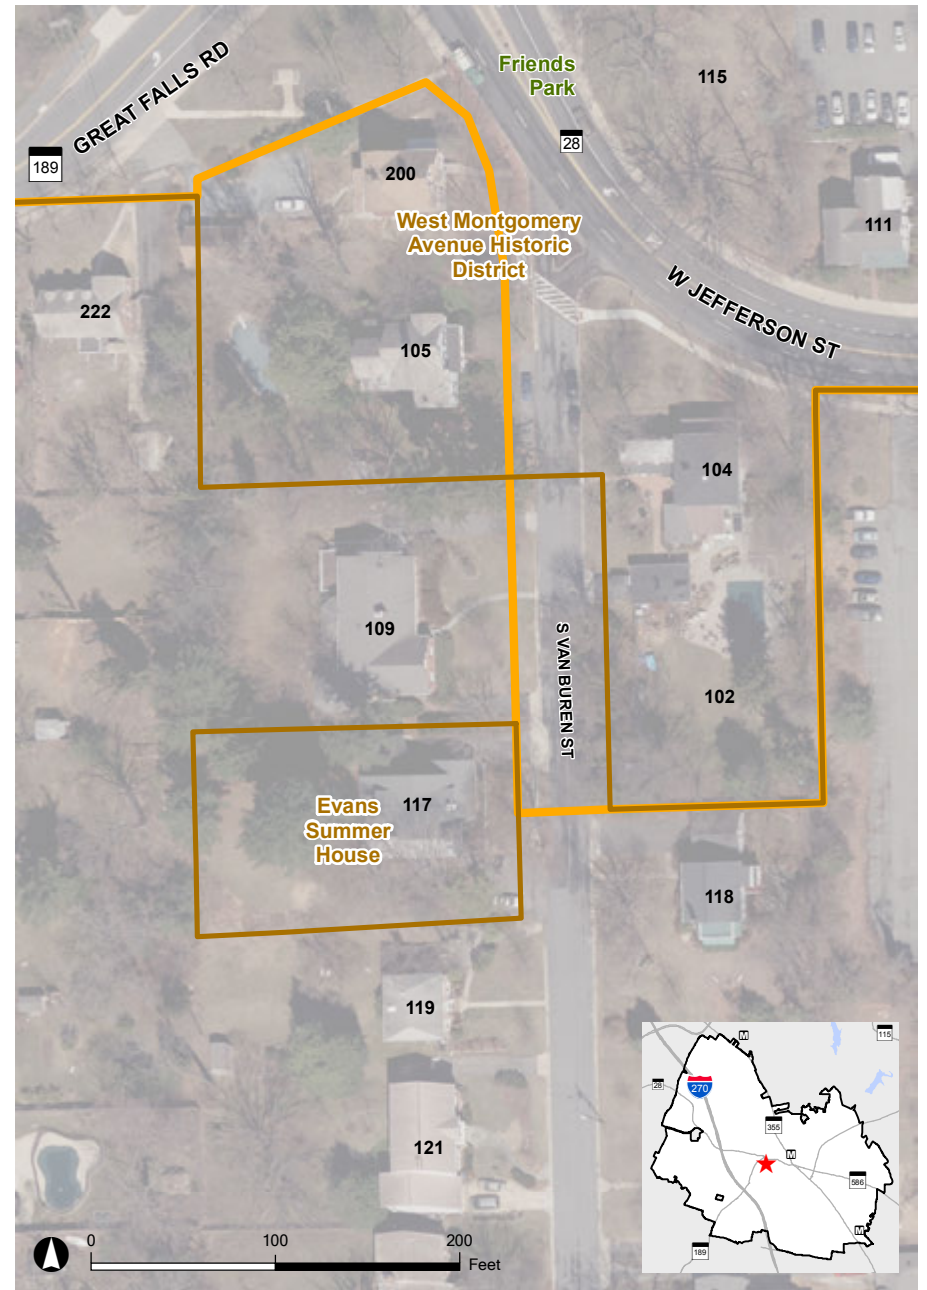 GREAT FALLS RD
189
Friends
Park
115
28
200
111
West Montgomery
Avenue Historic
District
W JEFFERSON ST
222
105
104
109
S VAN BUREN ST
102
Evans
Summer
House
117
118
119
121
0
100
200
Feet
M
115
28
270
355
M
586
M
189